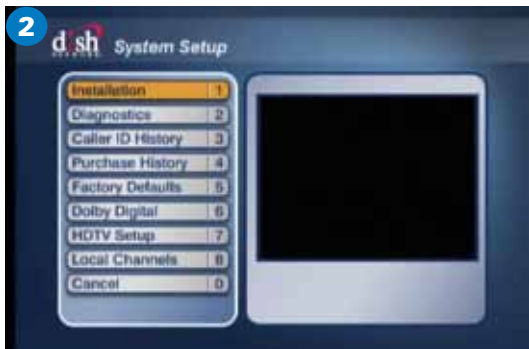 2
dish System Setup
NETWORK
Installation 1
Diagnostics 2
Caller ID History 3
Purchase History 4
Factory Defaults 5
Dolby Digital 6
HDTV Setup 7
Local Channels 8
Cancel 0